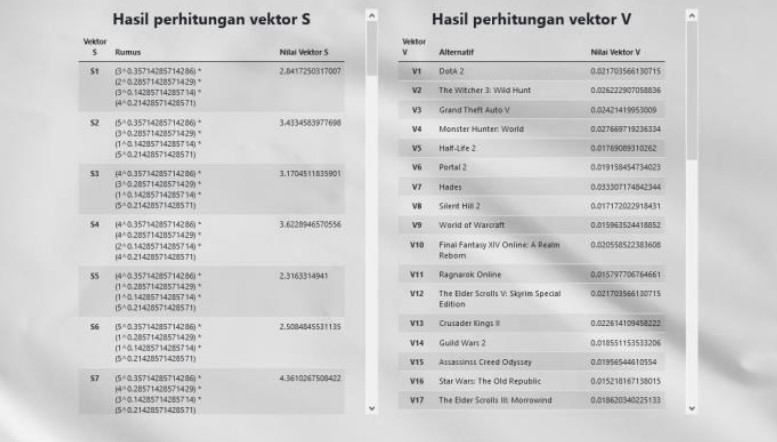 Hasil perhitungan vektor S
Vektor
S Rumus Nilai Vektor S
S1 (3^0.35714285714286) * 2.8417250317007
(2^0.28571428571429) *
(3^0.14285714285714) *
(4^0.21428571428571)
S2 (5^0.35714285714286) * 3.4334583977698
(3^0.28571428571429) *
(1^0.14285714285714) *
(5^0.21428571428571)
S3 (4^0.35714285714286) * 3.1704511835901
(3^0.28571428571429) *
(1^0.14285714285714) *
(5^0.21428571428571)
S4 (4^0.35714285714286) * 3.6228946570556
(4^0.28571428571429) *
(2^0.14285714285714) *
(4^0.21428571428571)
S5 (4^0.35714285714286) * 2.3163314941
(1^0.28571428571429) *
(1^0.14285714285714) *
(5^0.21428571428571)
S6 (5^0.35714285714286) * 2.5084845531135
(1^0.28571428571429) *
(1^0.14285714285714) *
(5^0.21428571428571)
S7 (5^0.35714285714286) * 4.3610267508422
(4^0.28571428571429) *
(3^0.14285714285714) *
(5^0.21428571428571)
Hasil perhitungan vektor V
Vektor
V Alternatif Nilai Vektor V
V1 DotA 2 0.021703566130715
V2 The Witcher 3: Wild Hunt 0.026222907058836
V3 Grand Theft Auto V 0.02421419953009
V4 Monster Hunter: World 0.027669719236334
V5 Half-Life 2 0.01769089310262
V6 Portal 2 0.019158454734023
V7 Hades 0.033307174842344
V8 Silent Hill 2 0.017172022918431
V9 World of Warcraft 0.015963524418852
V10 Final Fantasy XIV Online: A Realm 0.020558522383608
Reborn
V11 Ragnarok Online 0.015797706764661
V12 The Elder Scrolls V: Skyrim Special 0.021703566130715
Edition
V13 Crusader Kings II 0.022614109458222
V14 Guild Wars 2 0.018551153533206
V15 Assassinss Creed Odyssey 0.01956544610554
V16 Star Wars: The Old Republic 0.015218167138015
V17 The Elder Scrolls III: Morrowind 0.018620340225133